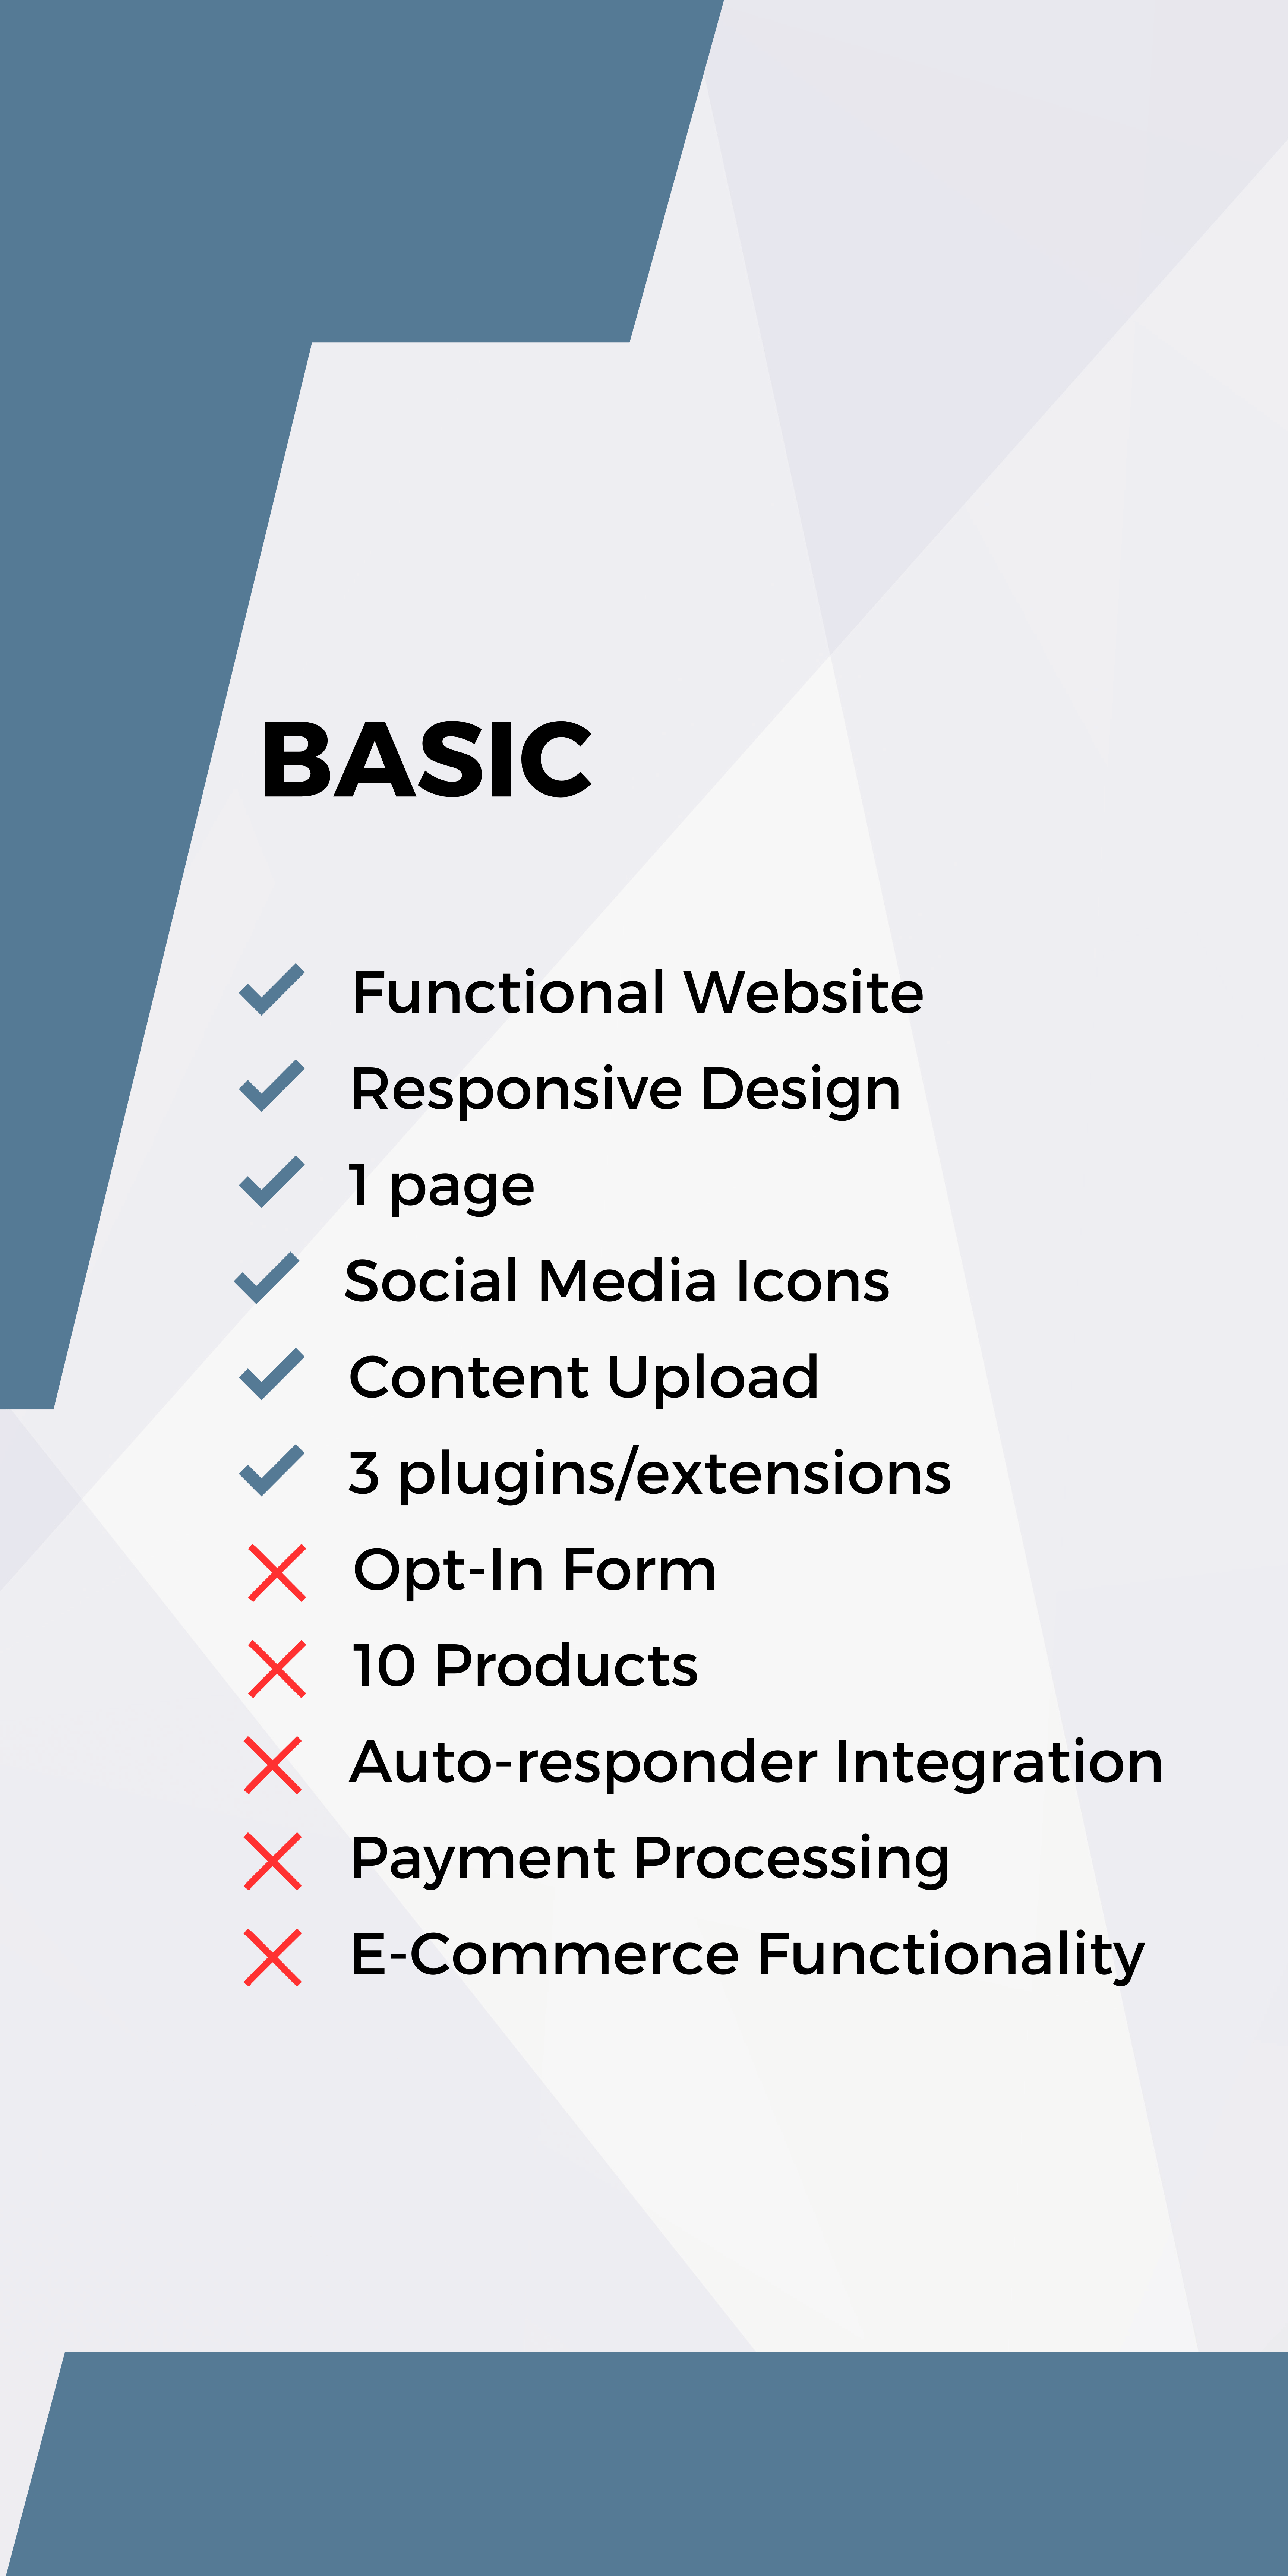 BASIC
Functional Website
Responsive Design
1 page
Social Media Icons
Content Upload
3 plugins/extensions
Opt-In Form
10 Products
Auto-responder Integration
Payment Processing
E-Commerce Functionality